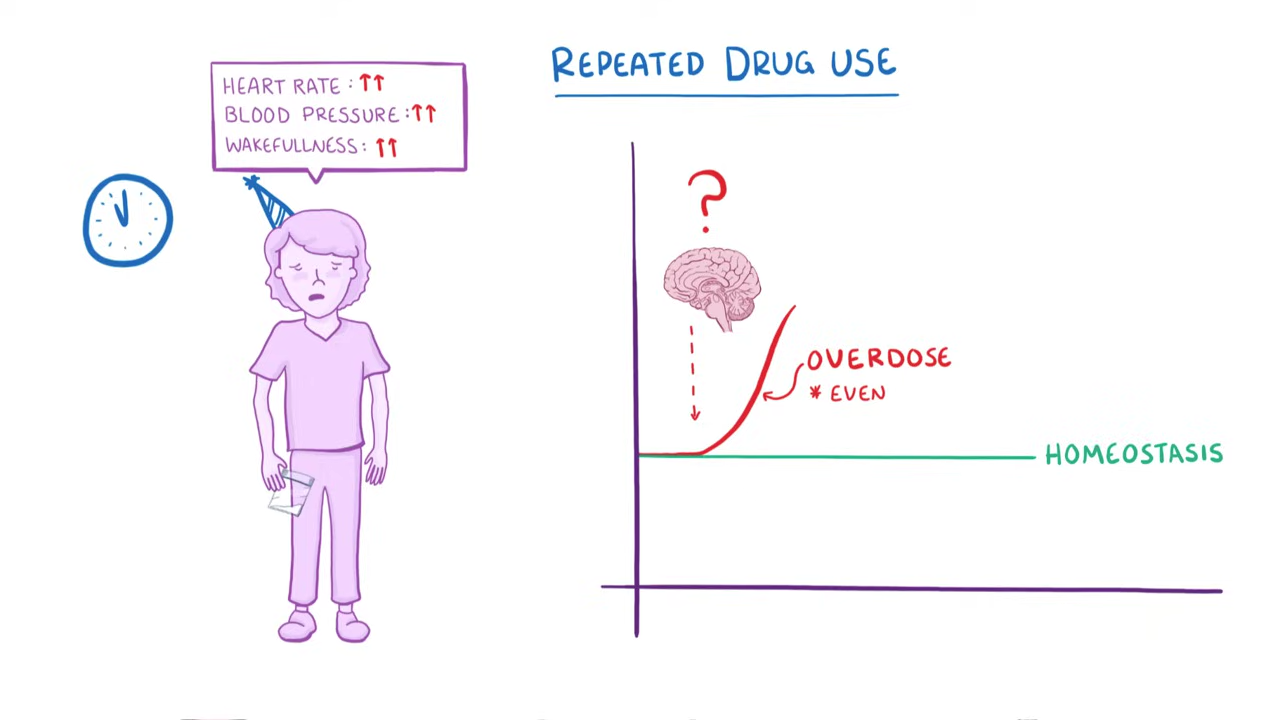 REPEATED DRUG USE
HEART RATE : ↑↑
BLOOD PRESSURE : ↑↑
WAKEFULLNESS : ↑↑
?
OVERDOSE
* EVEN
HOMEOSTASIS